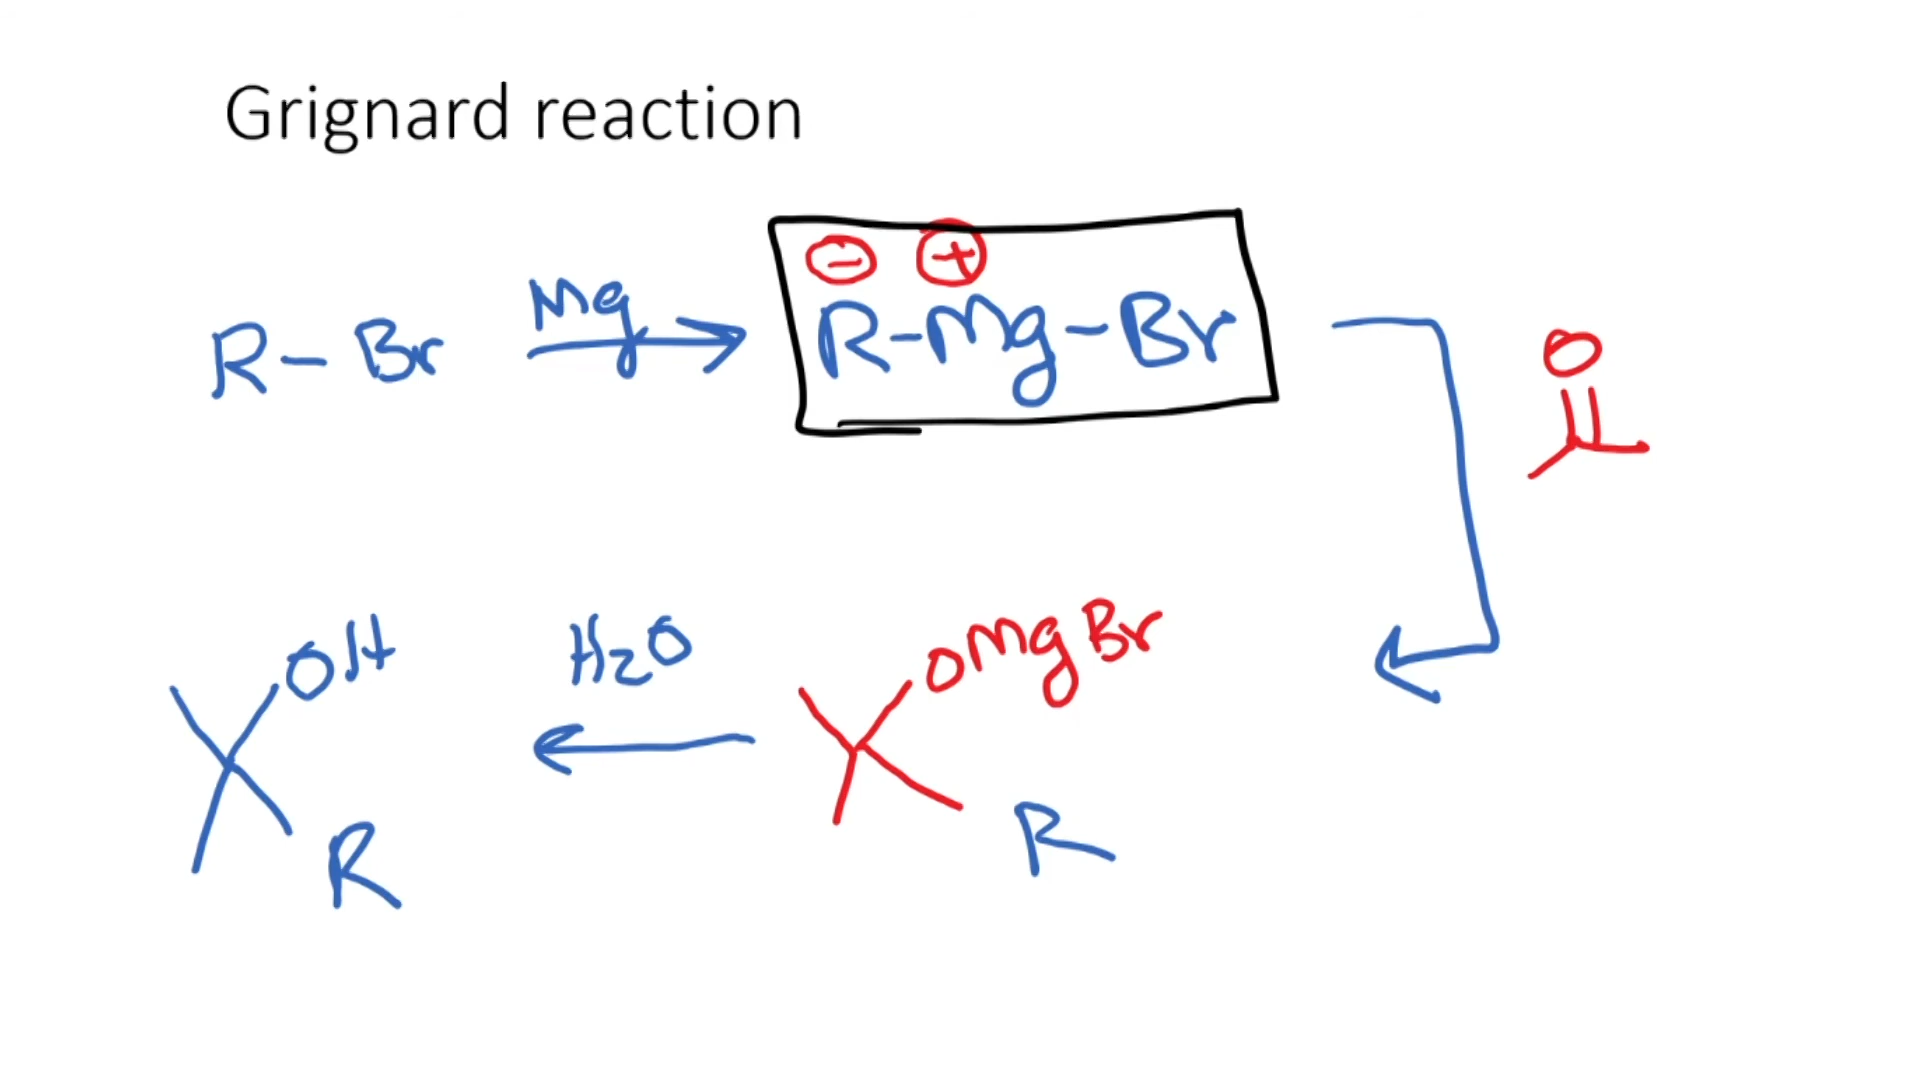 Grignard reaction
⊖ ⊕
R-Br Mg R-Mg-Br
O
OH H2O OMgBr
R R